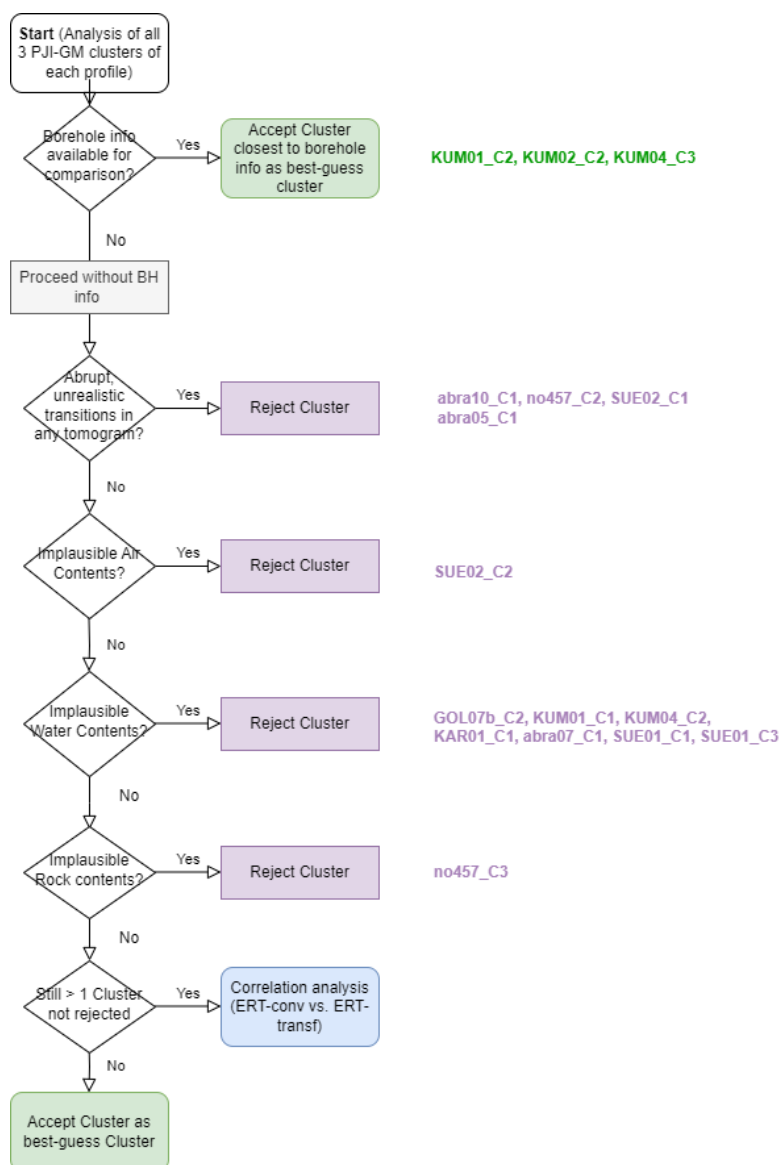 Start (Analysis of all
3 PJI-GM clusters of
each profile)
Borehole info
available for
comparison?
Yes
Accept Cluster
closest to borehole
info as best-guess
cluster
KUM01_C2, KUM02_C2, KUM04_C3
No
Proceed without BH
info
Abrupt,
unrealistic
transitions in
any tomogram?
Yes
Reject Cluster
abra10_C1, no457_C2, SUE02_C1
abra05_C1
No
Implausible Air
Contents?
Yes
Reject Cluster
SUE02_C2
No
Implausible
Water Contents?
Yes
Reject Cluster
GOL07b_C2, KUM01_C1, KUM04_C2,
KAR01_C1, abra07_C1, SUE01_C1, SUE01_C3
No
Implausible
Rock contents?
Yes
Reject Cluster
no457_C3
No
Still > 1 Cluster
not rejected
Yes
Correlation analysis
(ERT-conv vs. ERT-
transf)
No
Accept Cluster as
best-guess Cluster